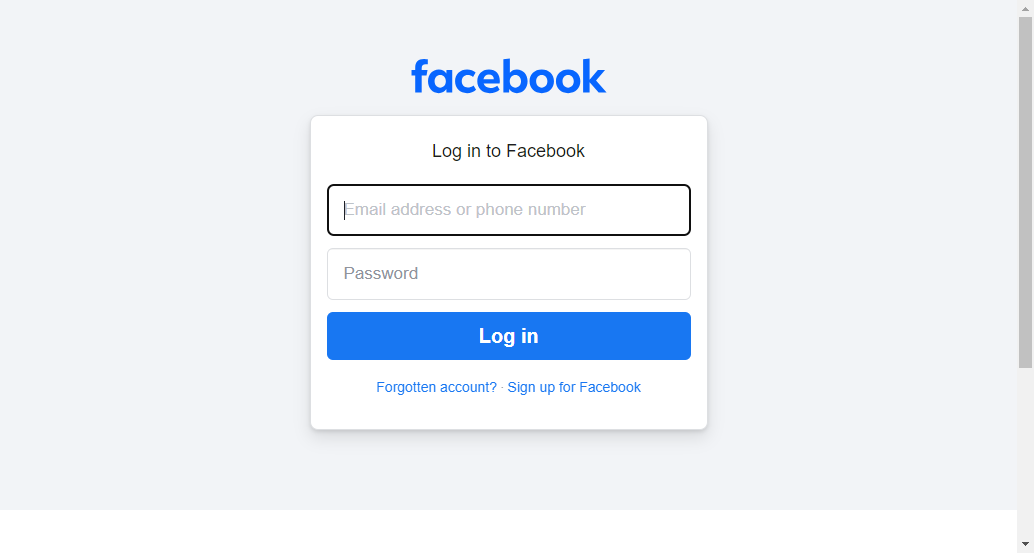 facebook
Log in to Facebook
Email address or phone number
Password
Log in
Forgotten account? · Sign up for Facebook